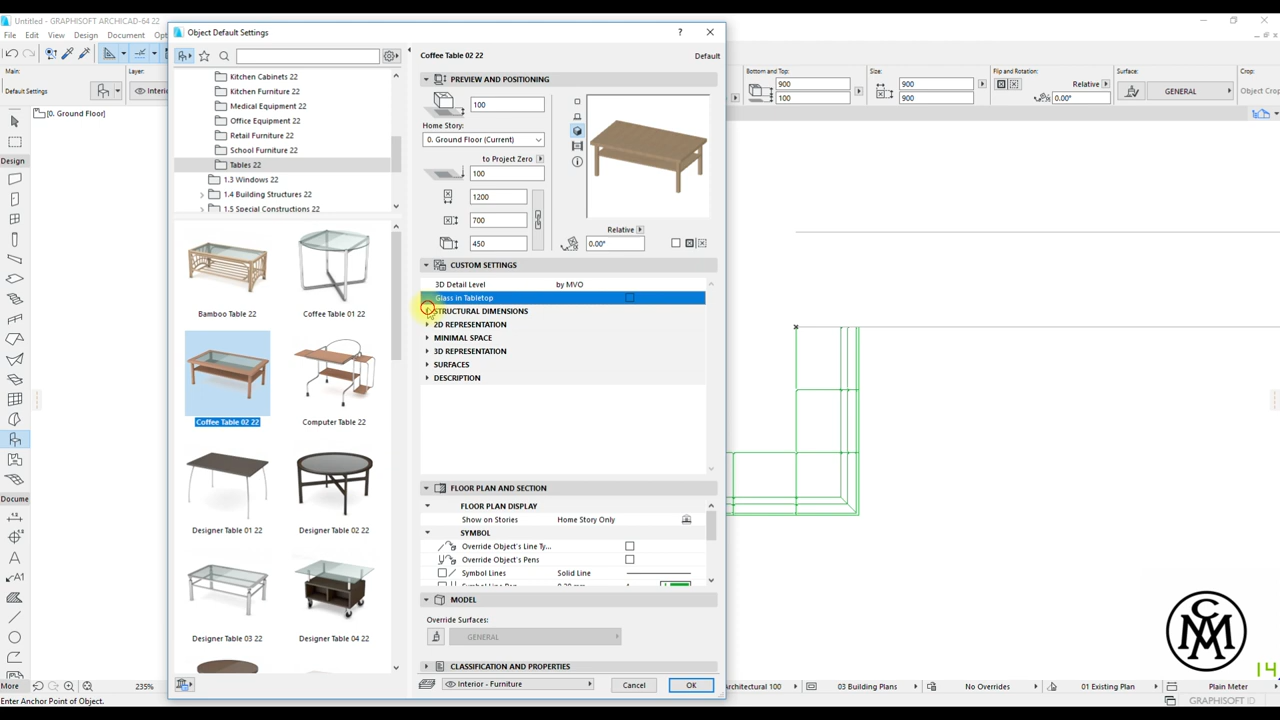 Untitled - GRAPHISOFT ARCHICAD-64 22
File Edit View Design Document
Main:
Default Settings
Layer:
[0. Ground Floor]
Design
Docume
More
235%
Enter Anchor Point of Object.
Object Default Settings
?
Kitchen Cabinets 22
Kitchen Furniture 22
Medical Equipment 22
Office Equipment 22
Retail Furniture 22
School Furniture 22
Tables 22
1.3 Windows 22
1.4 Building Structures 22
1.5 Special Constructions 22
Bamboo Table 22
Coffee Table 01 22
Coffee Table 02 22
Computer Table 22
Designer Table 01 22
Designer Table 02 22
Designer Table 03 22
Designer Table 04 22
Coffee Table 02 22
Default
PREVIEW AND POSITIONING
100
Home Story:
0. Ground Floor (Current)
to Project Zero
100
1200
700
450
Relative
0.00°
CUSTOM SETTINGS
3D Detail Level by MVO
Glass in Tabletop
STRUCTURAL DIMENSIONS
2D REPRESENTATION
MINIMAL SPACE
3D REPRESENTATION
SURFACES
DESCRIPTION
FLOOR PLAN AND SECTION
FLOOR PLAN DISPLAY
Show on Stories Home Story Only
SYMBOL
Override Object's Line Ty...
Override Object's Pens
Symbol Lines Solid Line
MODEL
Override Surfaces:
GENERAL
CLASSIFICATION AND PROPERTIES
Interior - Furniture
Cancel
OK
Bottom and Top:
900
100
Size:
900
900
Flip and Rotation:
Relative
0.00°
Surface:
GENERAL
Crop:
Object Crop
Architectural 100
03 Building Plans
No Overrides
01 Existing Plan
Plain Meter
GRAPHISOFT ID
14